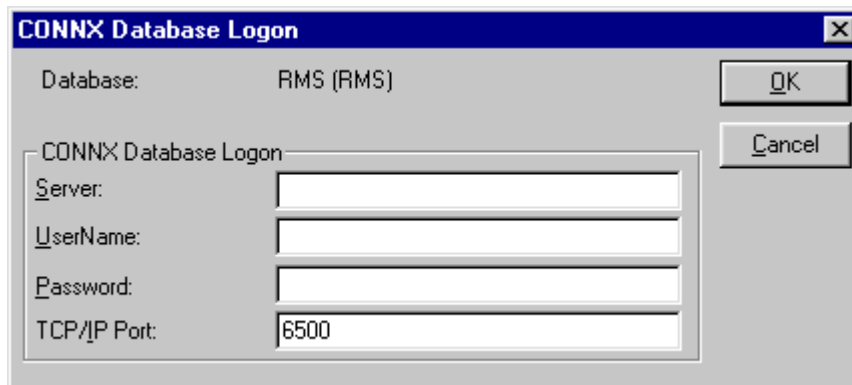 CONNX Database Logon
Database: RMS (RMS)
OK
Cancel
CONNX Database Logon
Server:
UserName:
Password:
TCP/IP Port: 6500